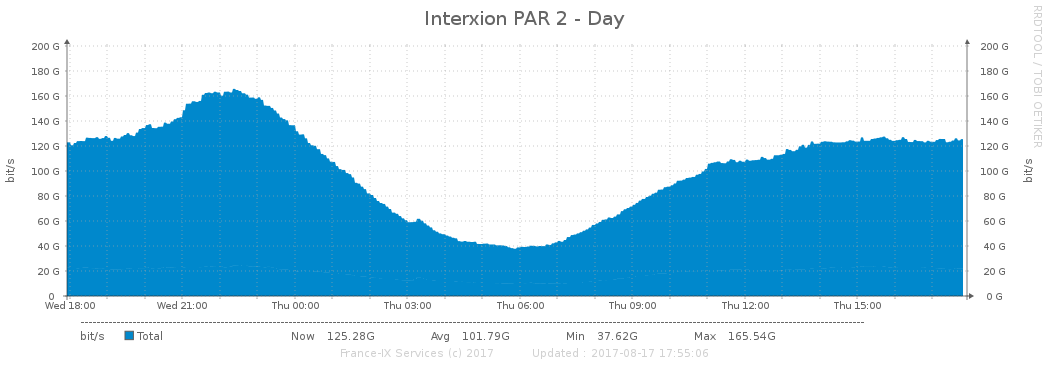 Interxion PAR 2 - Day
RRDTOOL / TOBI OETIKER
bit/s
200 G 200 G
180 G 180 G
160 G 160 G
140 G 140 G
120 G 120 G
100 G 100 G
80 G 80 G
60 G 60 G
40 G 40 G
20 G 20 G
0 0 G
bit/s
Wed 18:00 Wed 21:00 Thu 00:00 Thu 03:00 Thu 06:00 Thu 09:00 Thu 12:00 Thu 15:00
bit/s Total Now 125.28G Avg 101.79G Min 37.62G Max 165.54G
France-IX Services (c) 2017 Updated : 2017-08-17 17:55:06